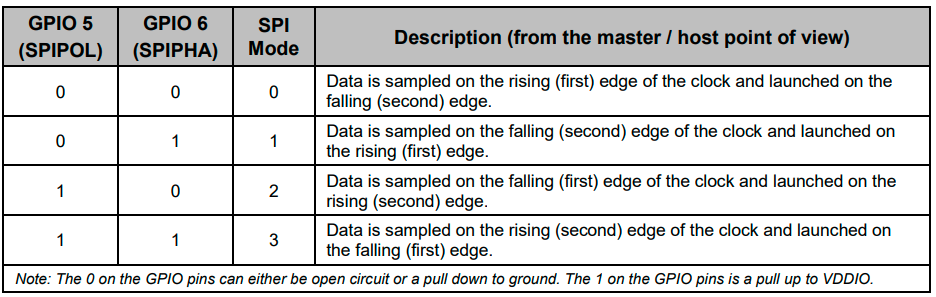 GPIO 5 GPIO 6 SPI
(SPIPOL) (SPIPHA) Mode Description (from the master / host point of view)
0 0 0 Data is sampled on the rising (first) edge of the clock and launched on the
falling (second) edge.
0 1 1 Data is sampled on the falling (second) edge of the clock and launched on
the rising (first) edge.
1 0 2 Data is sampled on the falling (first) edge of the clock and launched on the
rising (second) edge.
1 1 3 Data is sampled on the rising (second) edge of the clock and launched on
the falling (first) edge.
Note: The 0 on the GPIO pins can either be open circuit or a pull down to ground. The 1 on the GPIO pins is a pull up to VDDIO.